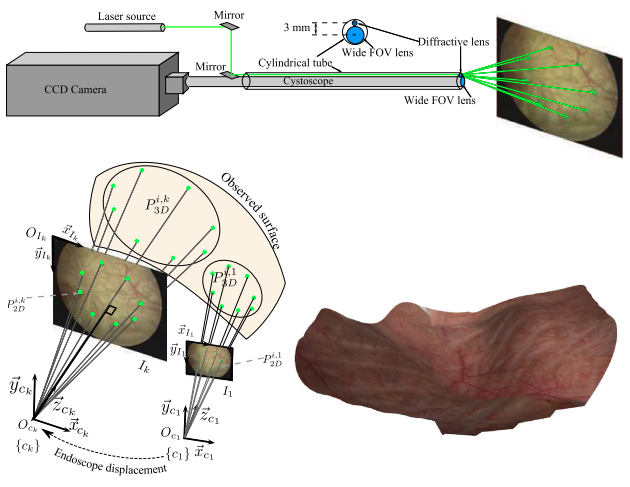 Laser source
Mirror
3 mm
Diffractive lens
Wide FOV lens
Cylindrical tube
Mirror
CCD Camera
Cystoscope
Wide FOV lens
Observed surface
P_{3D}^{i,k}
O_{I_k}
\vec{x}_{I_k}
\vec{y}_{I_k}
P_{3D}^{i,1}
P_{2D}^{i,k}
\vec{x}_{I_1}
\vec{y}_{I_1}
P_{2D}^{i,1}
I_k
I_1
\vec{y}_{c_k}
\vec{z}_{c_k}
\vec{y}_{c_1}
\vec{z}_{c_1}
O_{c_k}
\vec{x}_{c_k}
O_{c_1}
{c_k}
{c_1}
\vec{x}_{c_1}
Endoscope displacement